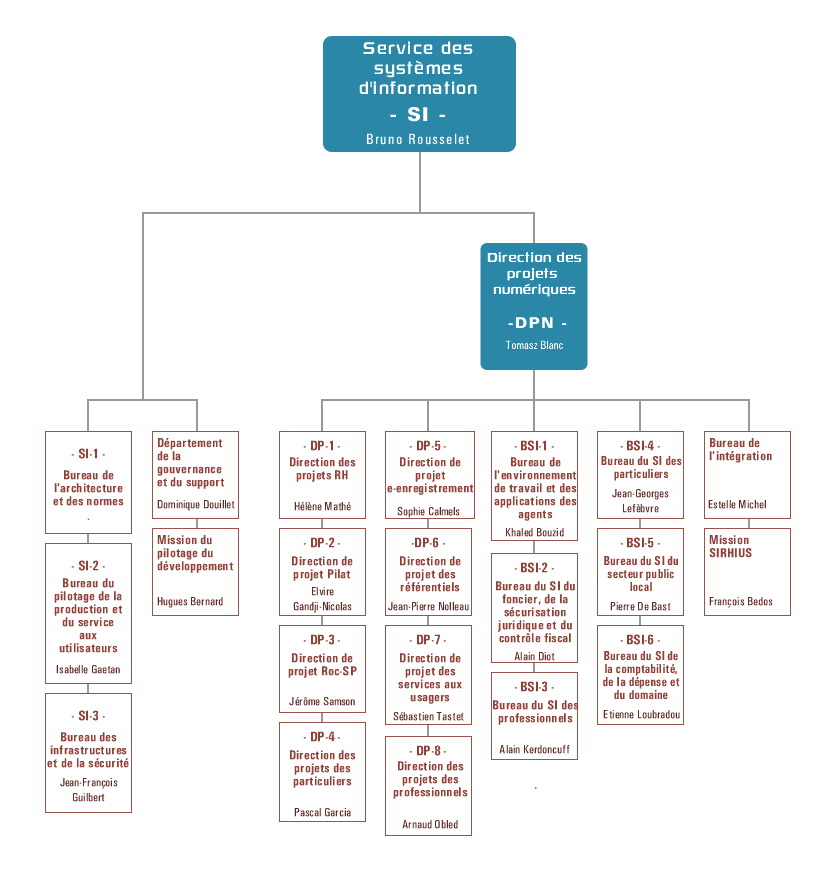 Service des
systèmes
d'information
- SI -
Bruno Rousselet
Direction des
projets
numériques
-DPN -
Tomasz Blanc
- SI-1 -
Bureau de
l'architecture
et des normes
.
- SI-2 -
Bureau du
pilotage de la
production et
du service
aux
utilisateurs
Isabelle Gaetan
- SI-3 -
Bureau des
infrastructures
et de la sécurité
Jean-François
Guilbert
Département
de la
gouvernance
et du support
Dominique Douillet
Mission du
pilotage du
développement
Hugues Bernard
- DP-1 -
Direction des
projets RH
Hélène Mathé
- DP-2 -
Direction de
projet Pilat
Elvire
Gandji-Nicolas
- DP-3 -
Direction de
projet Roc-SP
Jérôme Samson
- DP-4 -
Direction des
projets des
particuliers
Pascal Garcia
- DP-5 -
Direction de
projet
e-enregistrement
Sophie Calmels
-DP-6 -
Direction de
projet des
référentiels
Jean-Pierre Nolleau
- DP-7 -
Direction de
projet des
services aux
usagers
Sébastien Tastet
- DP-8 -
Direction des
projets des
professionnels
Arnaud Obled
- BSI-1 -
Bureau de
l'environnement
de travail et des
applications des
agents
Khaled Bouzid
- BSI-2 -
Bureau du SI du
foncier, de la
sécurisation
juridique et du
contrôle fiscal
Alain Diot
- BSI-3 -
Bureau du SI des
professionnels
Alain Kerdoncuff
.
- BSI-4 -
Bureau du SI des
particuliers
Jean-Georges
Lefèbvre
- BSI-5 -
Bureau du SI du
secteur public
local
Pierre De Bast
- BSI-6 -
Bureau du SI de
la comptabilité,
de la dépense et
du domaine
Etienne Loubradou
Bureau de
l'intégration
Estelle Michel
Mission
SIRHIUS
François Bedos